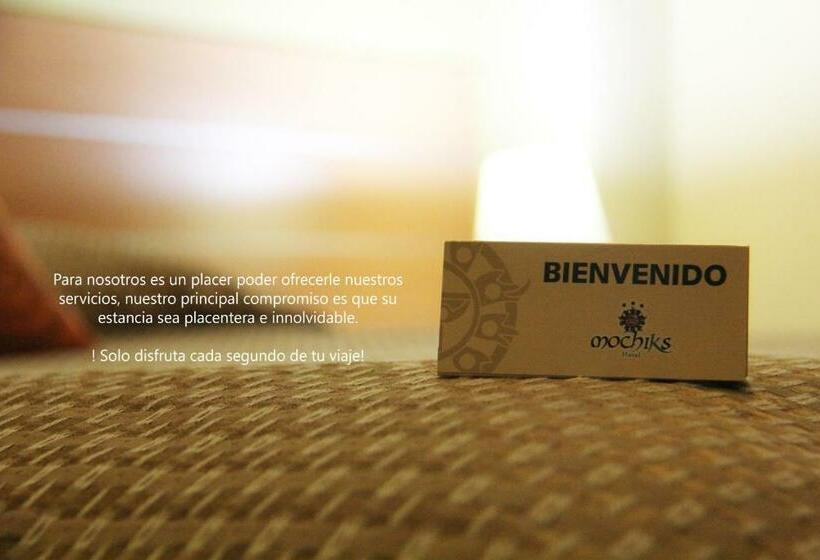 Para nosotros es un placer poder ofrecerle nuestros
servicios, nuestro principal compromiso es que su
estancia sea placentera e innolvidable.
! Solo disfruta cada segundo de tu viaje!
BIENVENIDO
mochiks
Hotel